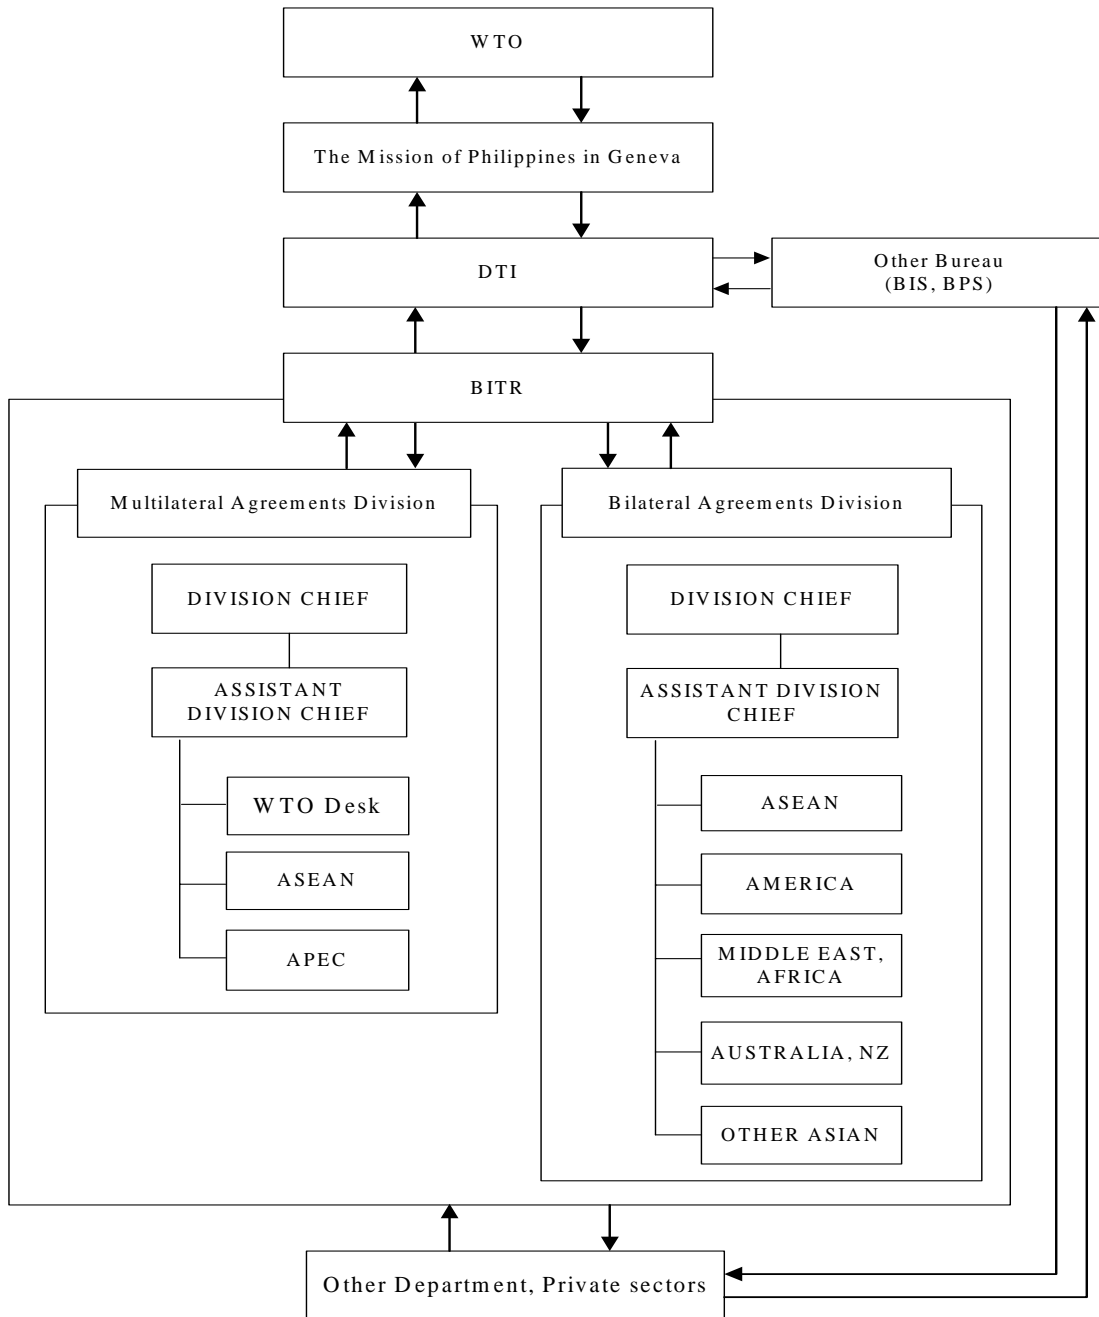 WTO
The Mission of Philippines in Geneva
DTI
Other Bureau
(BIS, BPS)
BITR
Multilateral Agreements Division
Bilateral Agreements Division
DIVISION CHIEF
DIVISION CHIEF
ASSISTANT
DIVISION CHIEF
ASSISTANT DIVISION
CHIEF
WTO Desk
ASEAN
APEC
ASEAN
AMERICA
MIDDLE EAST,
AFRICA
AUSTRALIA, NZ
OTHER ASIAN
Other Department, Private sectors